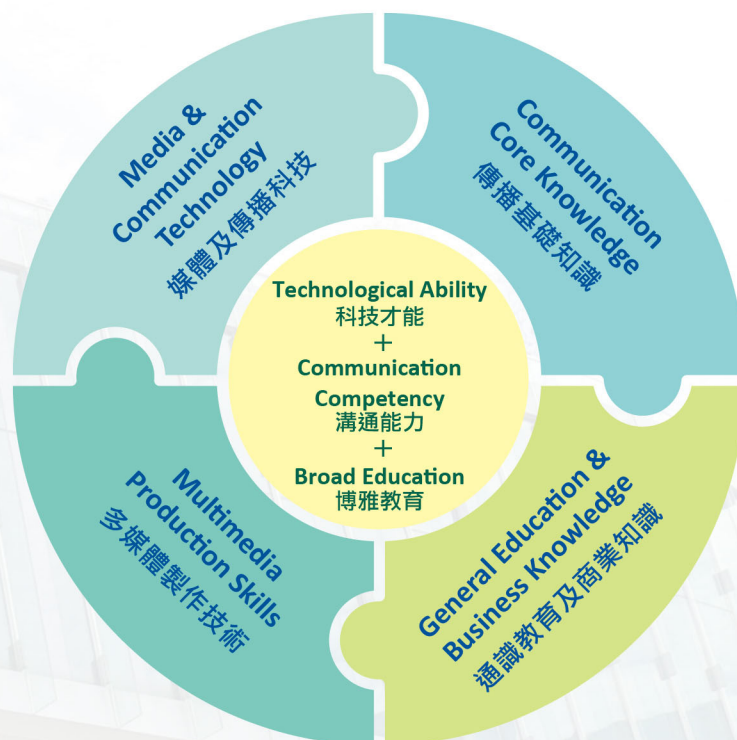 Media &
Communication
Technology
媒體及傳播科技
Communication
Core Knowledge
傳播基礎知識
Technological Ability
科技才能
+
Communication
Competency
溝通能力
+
Broad Education
博雅教育
Multimedia
Production Skills
多媒體製作技術
General Education &
Business Knowledge
通識教育及商業知識